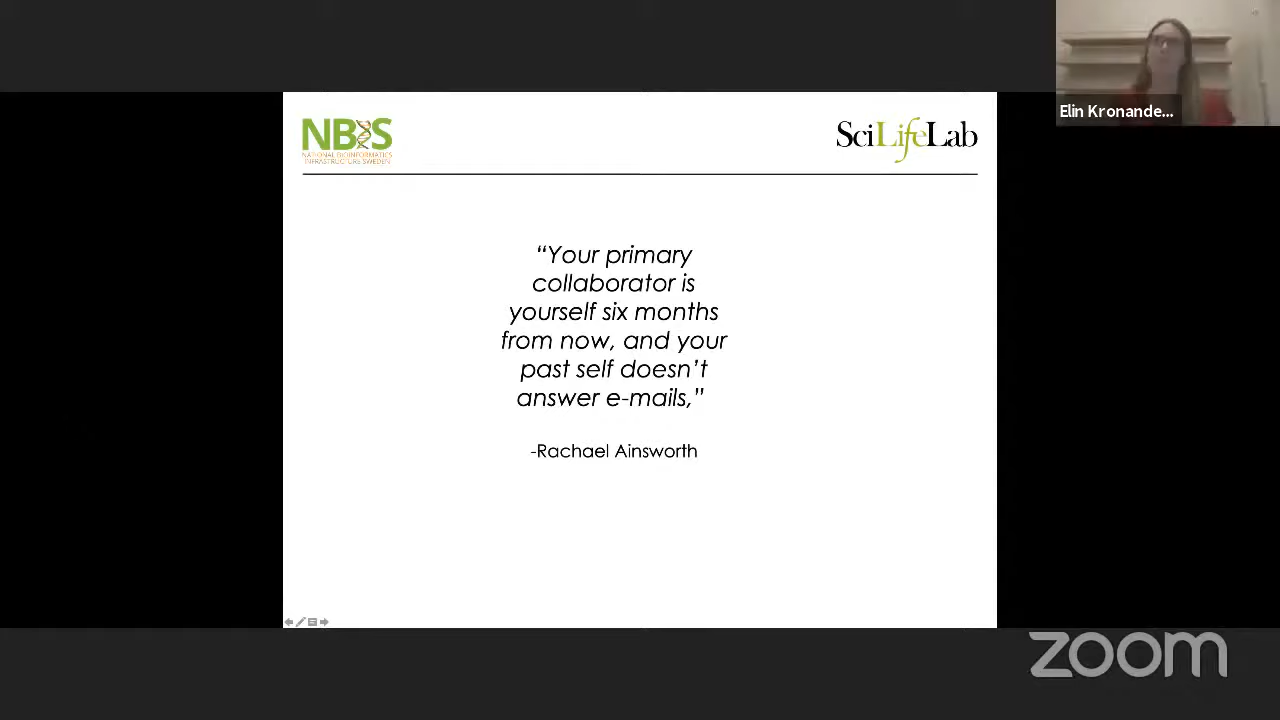 Elin Kronande...
NBIS
NATIONAL BIOINFORMATICS
INFRASTRUCTURE SWEDEN
SciLifeLab
“Your primary
collaborator is
yourself six months
from now, and your
past self doesn’t
answer e-mails,”
-Rachael Ainsworth
zoom